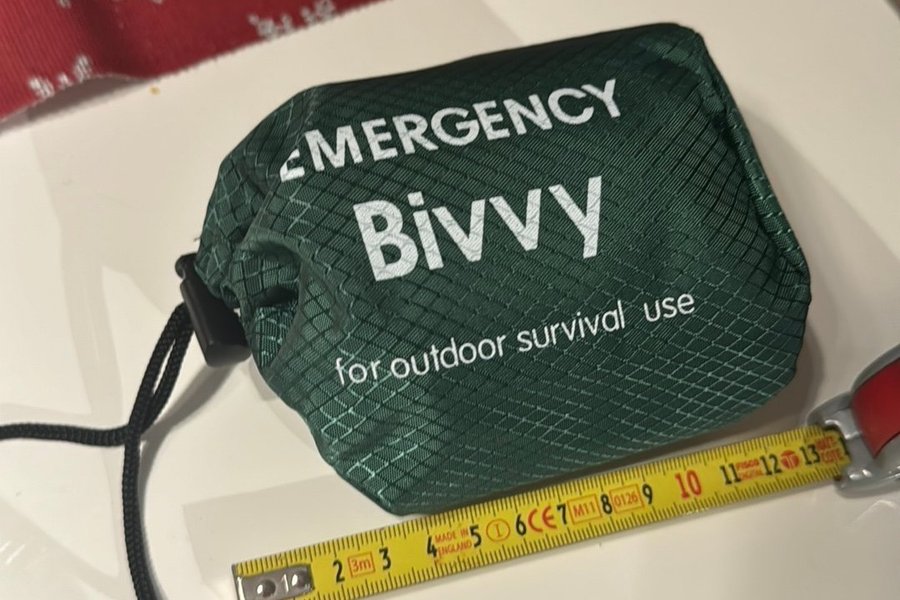 EMERGENCY
Bivvy
for outdoor survival use
1 2 3m 3 4 MADE IN ENGLAND 5 I 6 CE 7 M11 8 0126 9 10 11 12 13